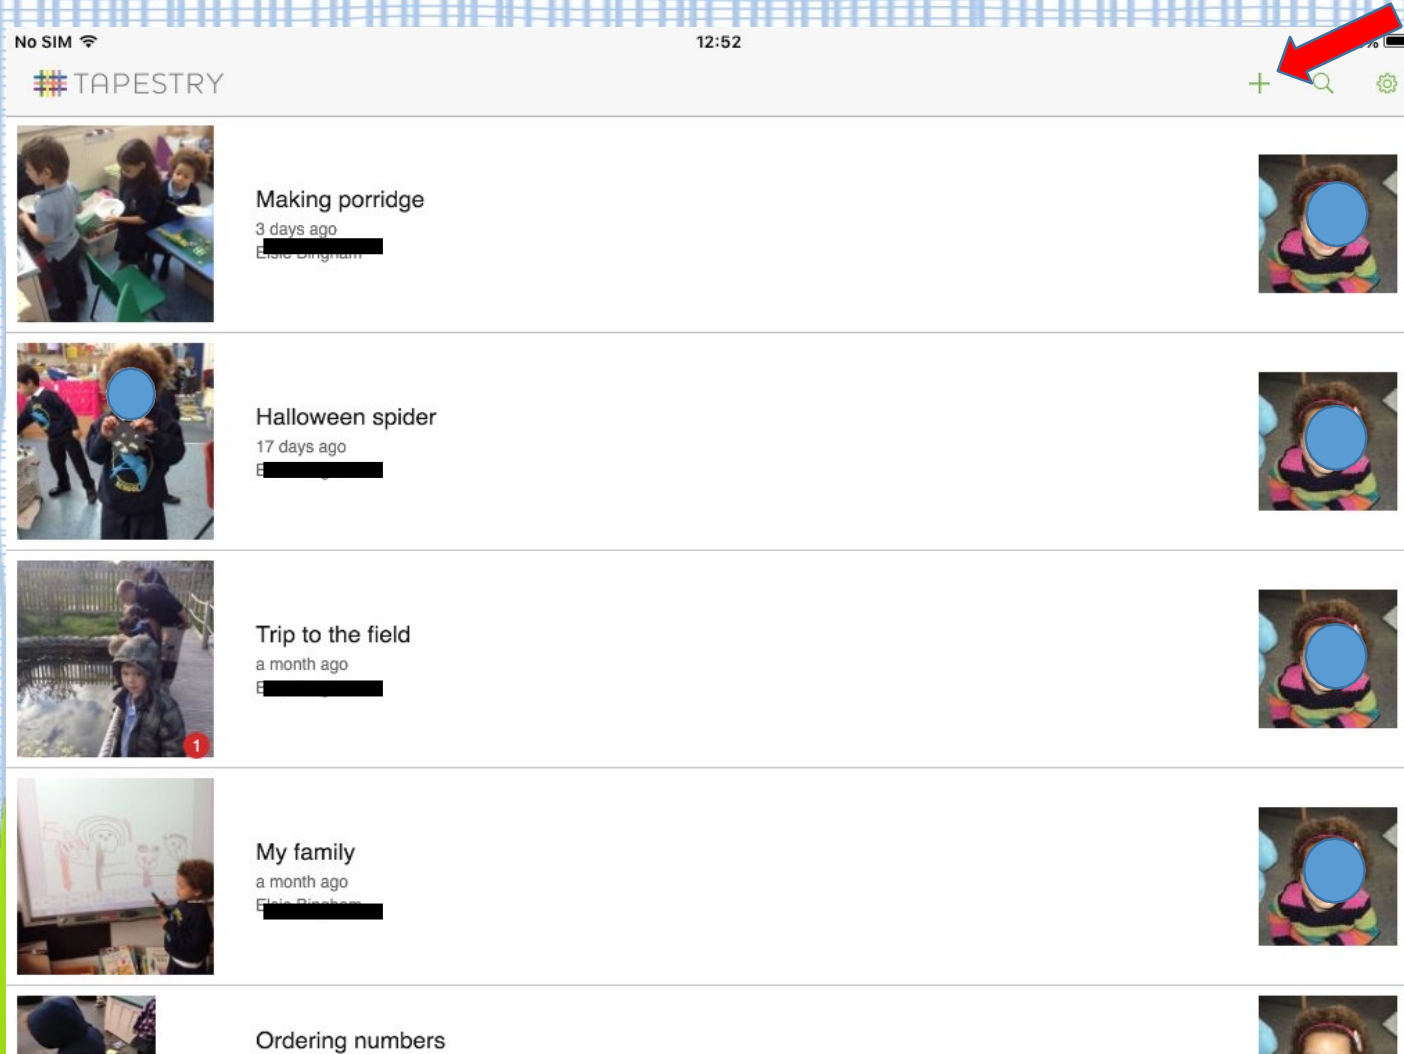 No SIM
12:52
%
TAPESTRY
Making porridge
3 days ago
Halloween spider
17 days ago
SCHOOL
Trip to the field
a month ago
1
My family
a month ago
Ordering numbers